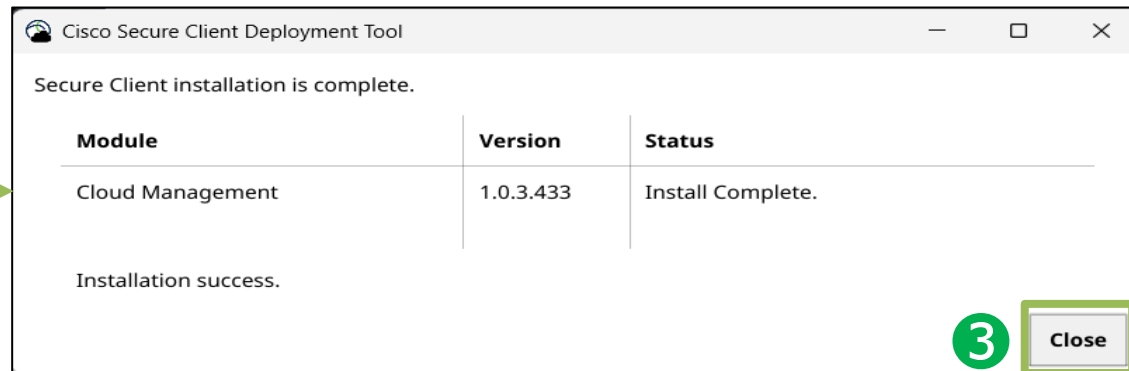 Cisco Secure Client Deployment Tool
Secure Client installation is complete.
Module Version Status
Cloud Management 1.0.3.433 Install Complete.
Installation success.
3 Close